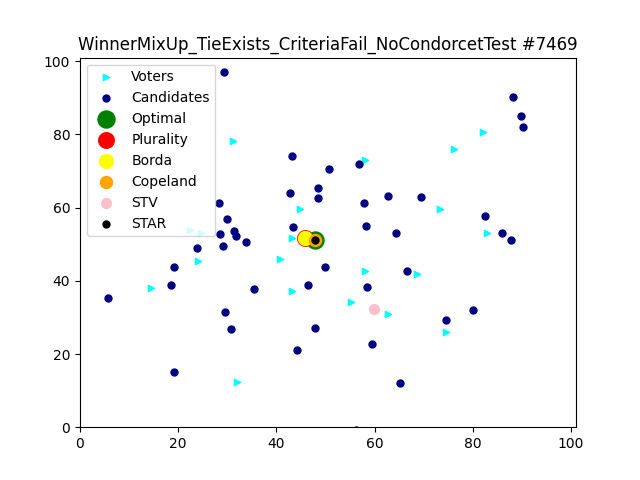 WinnerMixUp_TieExists_CriteriaFail_NoCondorcetTest #7469
100
80
60
40
20
0
Voters
Candidates
Optimal
Plurality
Borda
Copeland
STV
STAR
0 20 40 60 80 100